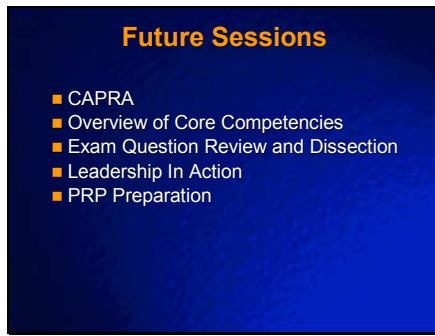 Future Sessions
CAPRA
Overview of Core Competencies
Exam Question Review and Dissection
Leadership In Action
PRP Preparation